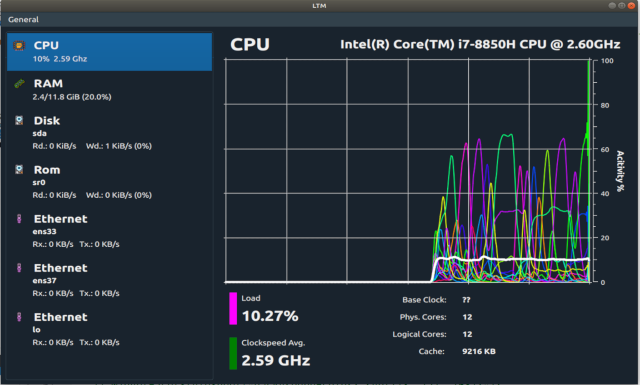 LTM
General
CPU
10% 2.59 Ghz
RAM
2.4/11.8 GiB (20.0%)
Disk
sda
Rd.: 0 KiB/s Wd.: 1 KiB/s (0%)
Rom
sr0
Rd.: 0 KiB/s Wd.: 0 KiB/s (0%)
Ethernet
ens33
Rx.: 0 KB/s Tx.: 0 KB/s
Ethernet
ens37
Rx.: 0 KB/s Tx.: 0 KB/s
Ethernet
lo
Rx.: 0 KB/s Tx.: 0 KB/s
CPU Intel(R) Core(TM) i7-8850H CPU @ 2.60GHz
100
80
60
40
20
0
Acitivity %
Load
10.27%
Clockspeed Avg.
2.59 GHz
Base Clock: ??
Phys. Cores: 12
Logical Cores: 12
Cache: 9216 KB